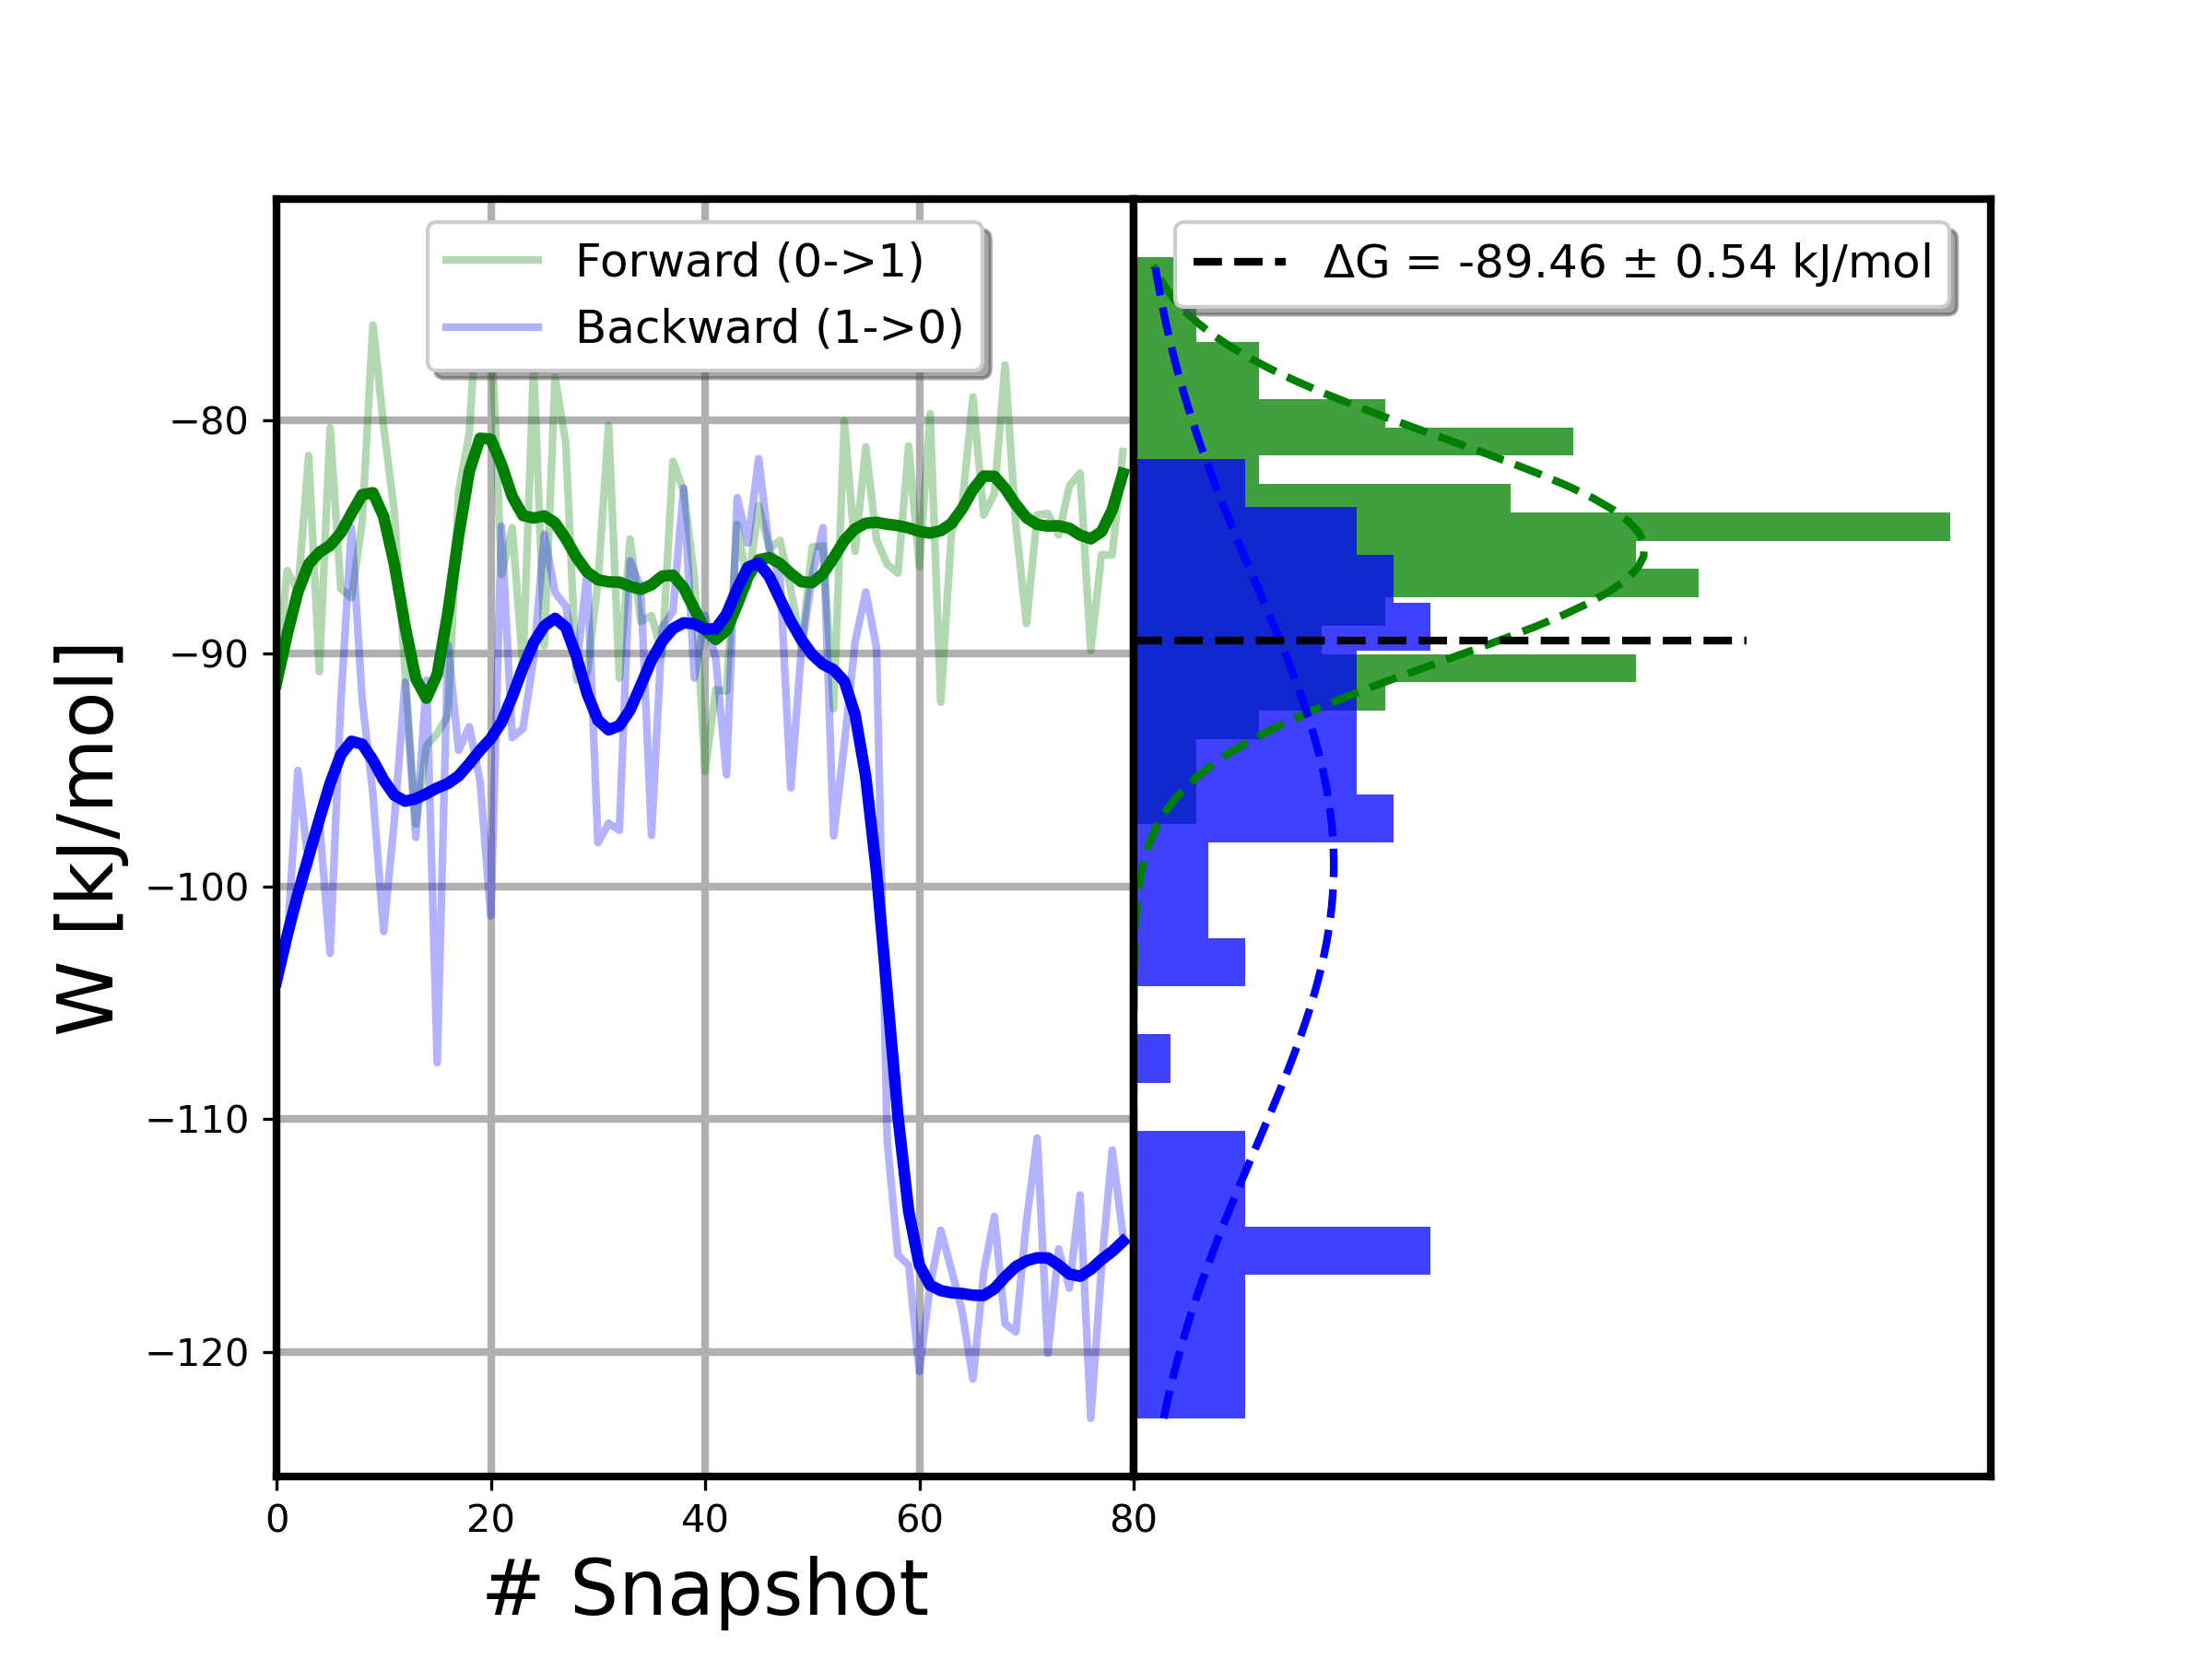 Forward (0->1)
Backward (1->0)
ΔG = -89.46 ± 0.54 kJ/mol
W [kJ/mol]
−80
−90
−100
−110
−120
0 20 40 60 80
# Snapshot